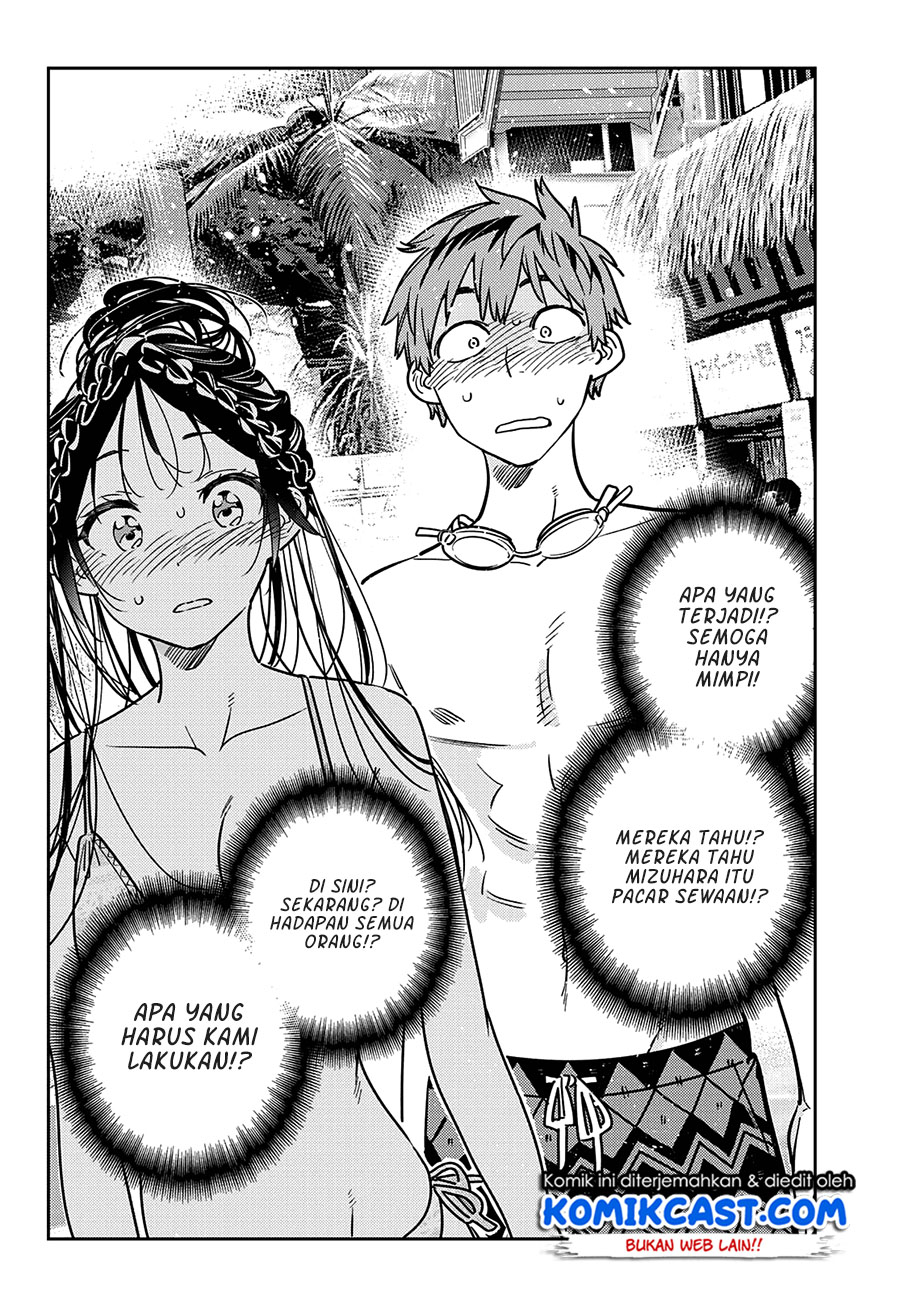 APA YANG
TERJADI!?
SEMOGA
HANYA
MIMPI!
MEREKA TAHU!?
MEREKA TAHU
MIZUHARA ITU
PACAR SEWAAN!?
DI SINI?
SEKARANG? DI
HADAPAN SEMUA
ORANG!?
APA YANG
HARUS KAMI
LAKUKAN!?
Komik ini diterjemahkan & diedit oleh
KOMIKCAST.COM
BUKAN WEB LAIN!!